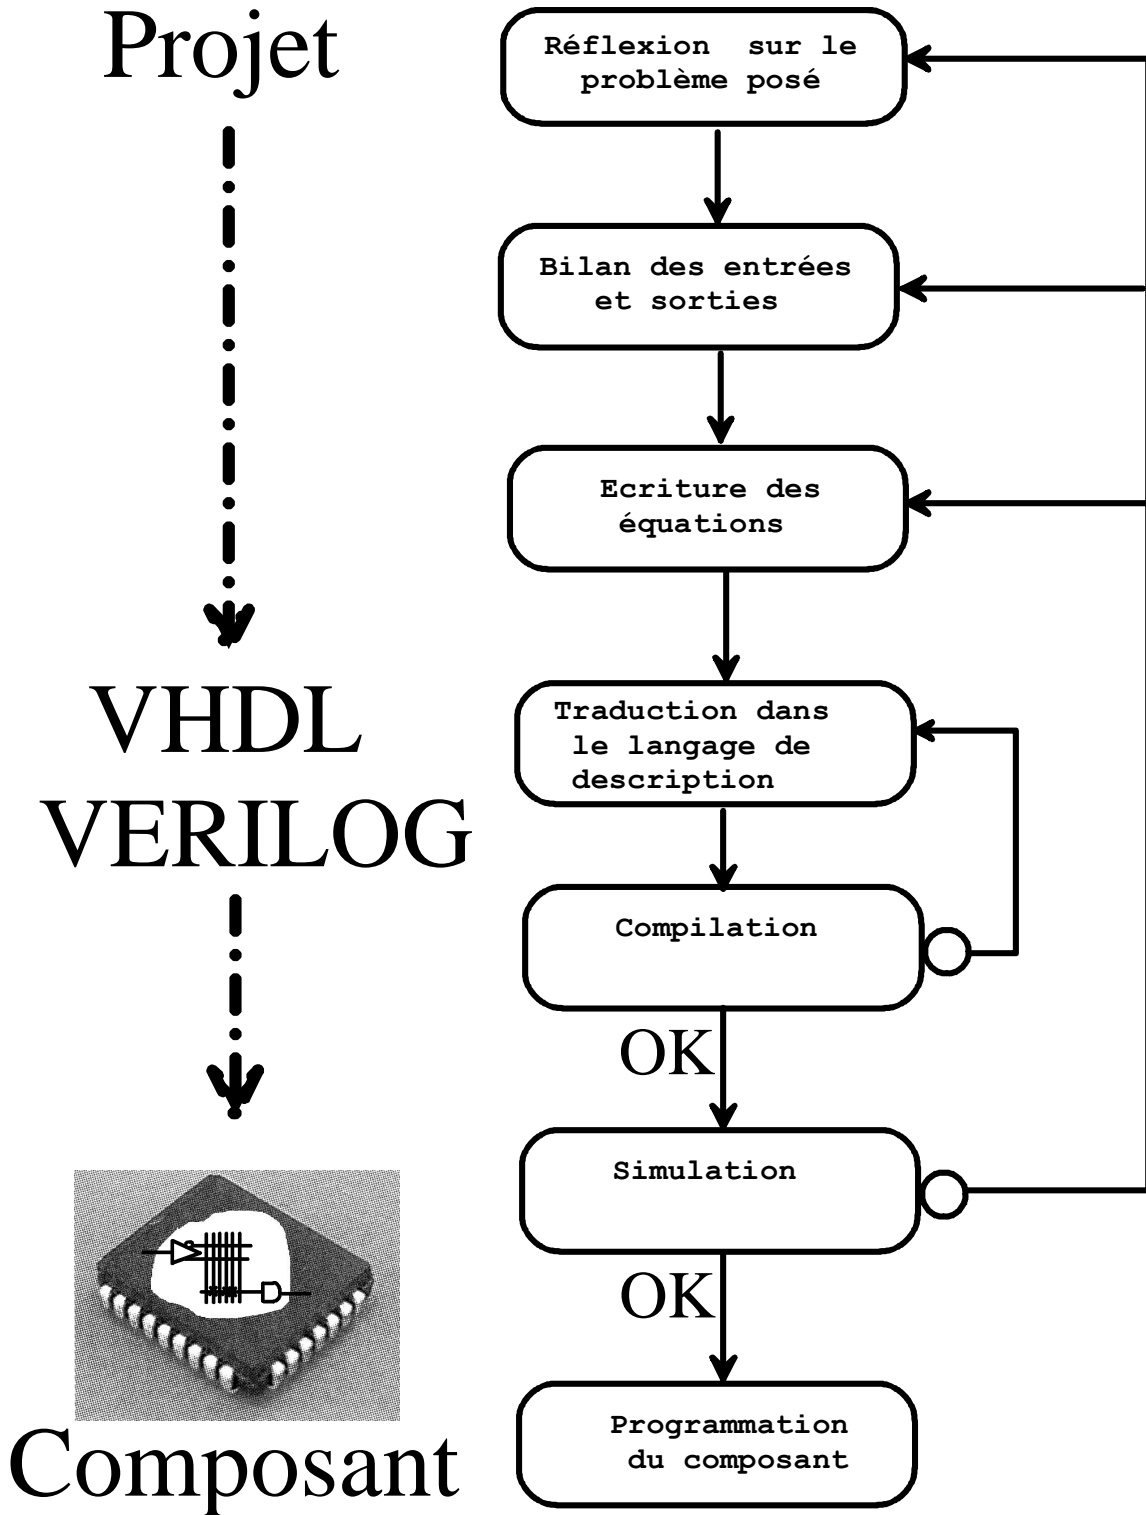 Projet
Réflexion sur le
problème posé
Bilan des entrées
et sorties
Ecriture des
équations
VHDL
VERILOG
Traduction dans
le langage de
description
Compilation
OK
Simulation
OK
Programmation
du composant
Composant